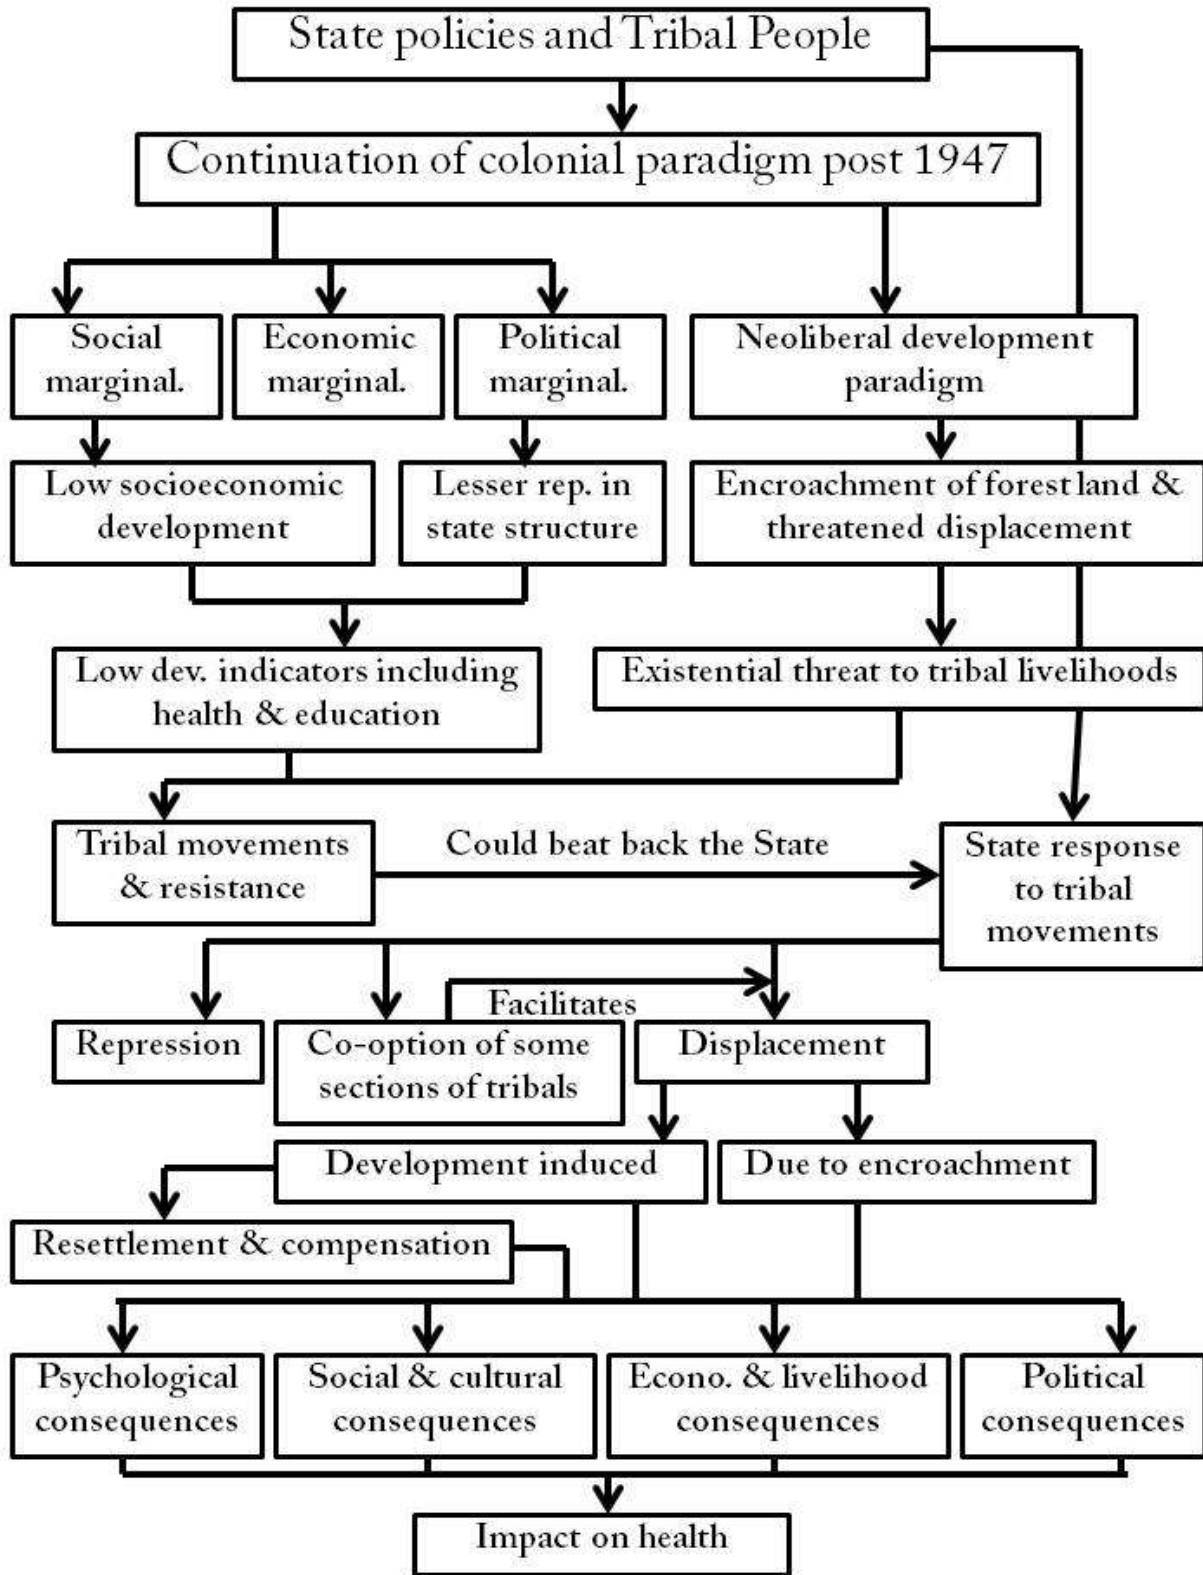 State policies and Tribal People
Continuation of colonial paradigm post 1947
Social
marginal.
Economic
marginal.
Political
marginal.
Neoliberal development
paradigm
Low socioeconomic
development
Lesser rep. in
state structure
Encroachment of forest land &
threatened displacement
Low dev. indicators including
health & education
Existential threat to tribal livelihoods
Tribal movements
& resistance
Could beat back the State
State response
to tribal
movements
Facilitates
Repression
Co-option of some
sections of tribals
Displacement
Development induced
Due to encroachment
Resettlement & compensation
Psychological
consequences
Social & cultural
consequences
Econo. & livelihood
consequences
Political
consequences
Impact on health